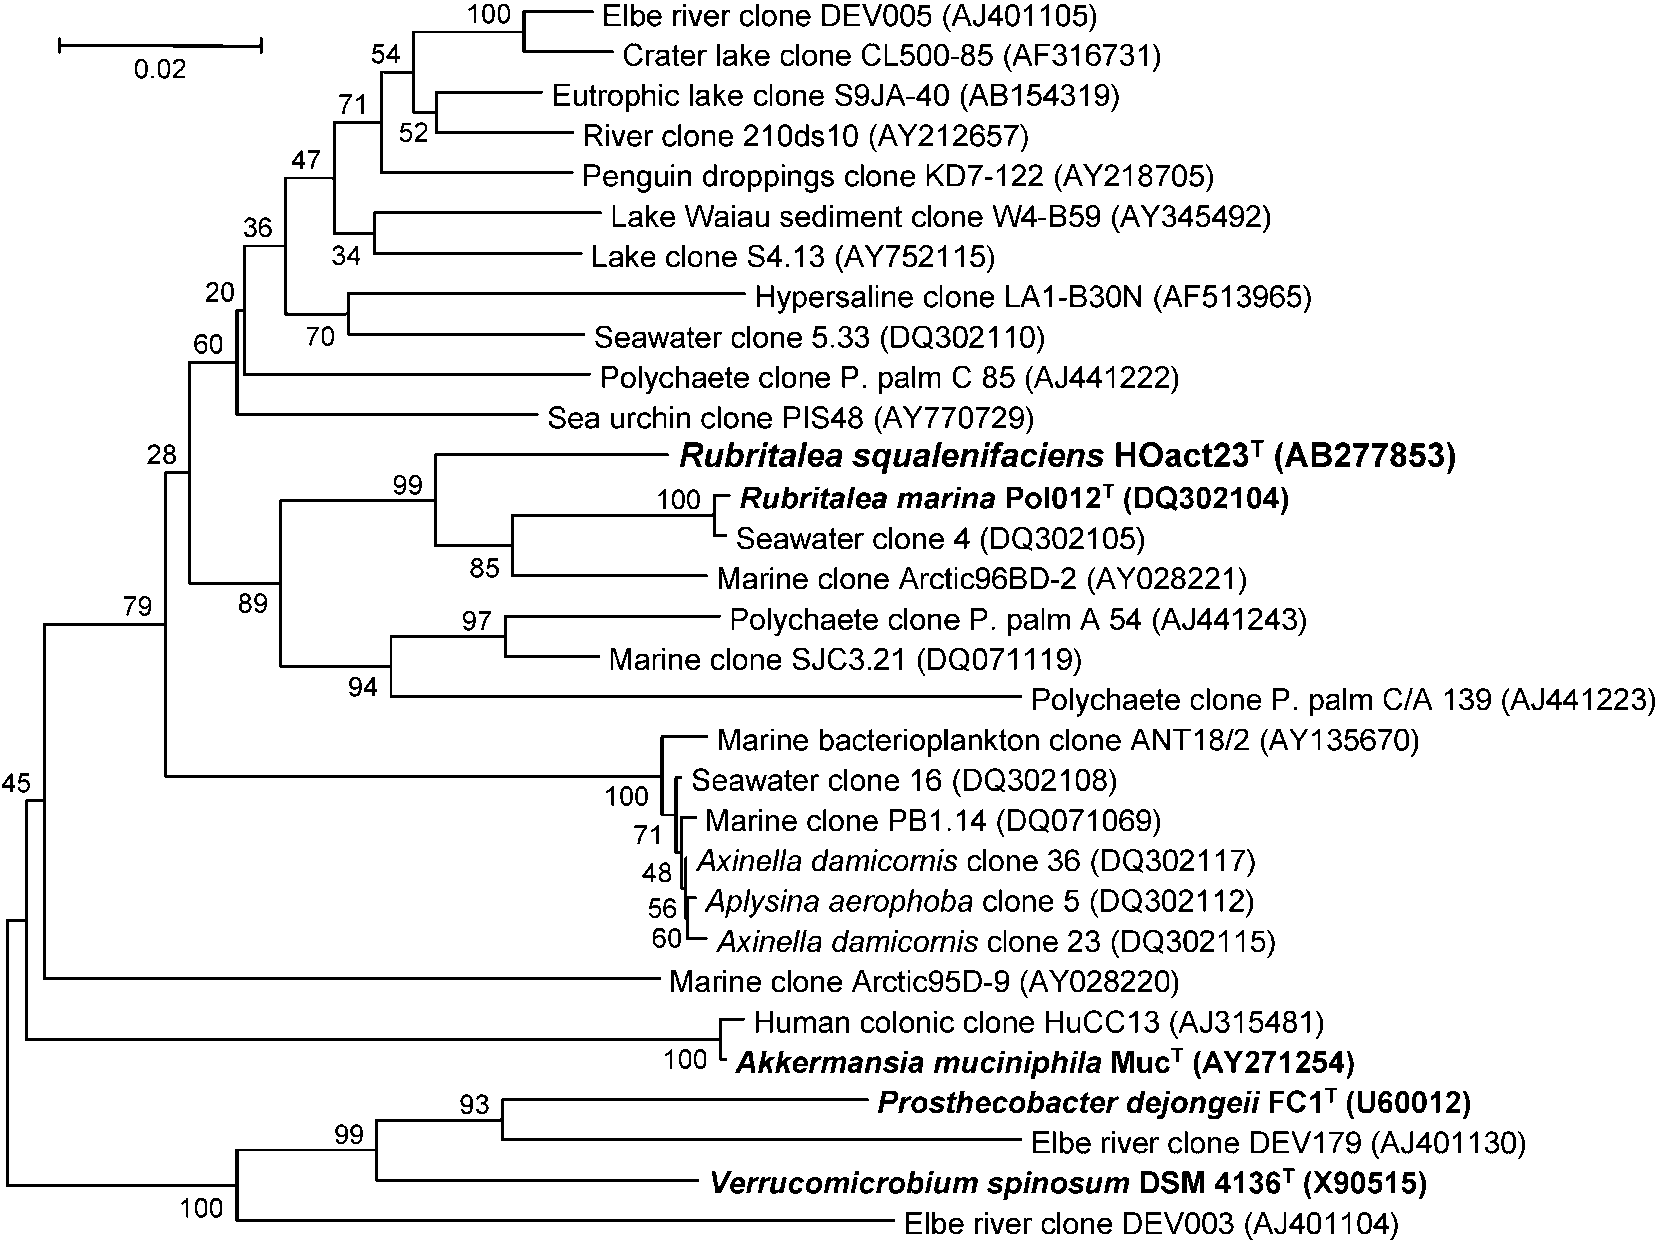 100
Elbe river clone DEV005 (AJ401105)
0.02
54
Crater lake clone CL500-85 (AF316731)
71
Eutrophic lake clone S9JA-40 (AB154319)
52
River clone 210ds10 (AY212657)
47
Penguin droppings clone KD7-122 (AY218705)
36
Lake Waiau sediment clone W4-B59 (AY345492)
34
Lake clone S4.13 (AY752115)
20
Hypersaline clone LA1-B30N (AF513965)
70
Seawater clone 5.33 (DQ302110)
60
Polychaete clone P. palm C 85 (AJ441222)
Sea urchin clone PIS48 (AY770729)
28
Rubritalea squalenifaciens HOact23T (AB277853)
99
100
Rubritalea marina Pol012T (DQ302104)
Seawater clone 4 (DQ302105)
85
Marine clone Arctic96BD-2 (AY028221)
79
89
97
Polychaete clone P. palm A 54 (AJ441243)
Marine clone SJC3.21 (DQ071119)
94
Polychaete clone P. palm C/A 139 (AJ441223)
Marine bacterioplankton clone ANT18/2 (AY135670)
45
100
Seawater clone 16 (DQ302108)
71
Marine clone PB1.14 (DQ071069)
48
Axinella damicornis clone 36 (DQ302117)
56
Aplysina aerophoba clone 5 (DQ302112)
60
Axinella damicornis clone 23 (DQ302115)
Marine clone Arctic95D-9 (AY028220)
Human colonic clone HuCC13 (AJ315481)
100
Akkermansia muciniphila MucT (AY271254)
93
Prosthecobacter dejongeii FC1T (U60012)
99
Elbe river clone DEV179 (AJ401130)
Verrucomicrobium spinosum DSM 4136T (X90515)
100
Elbe river clone DEV003 (AJ401104)